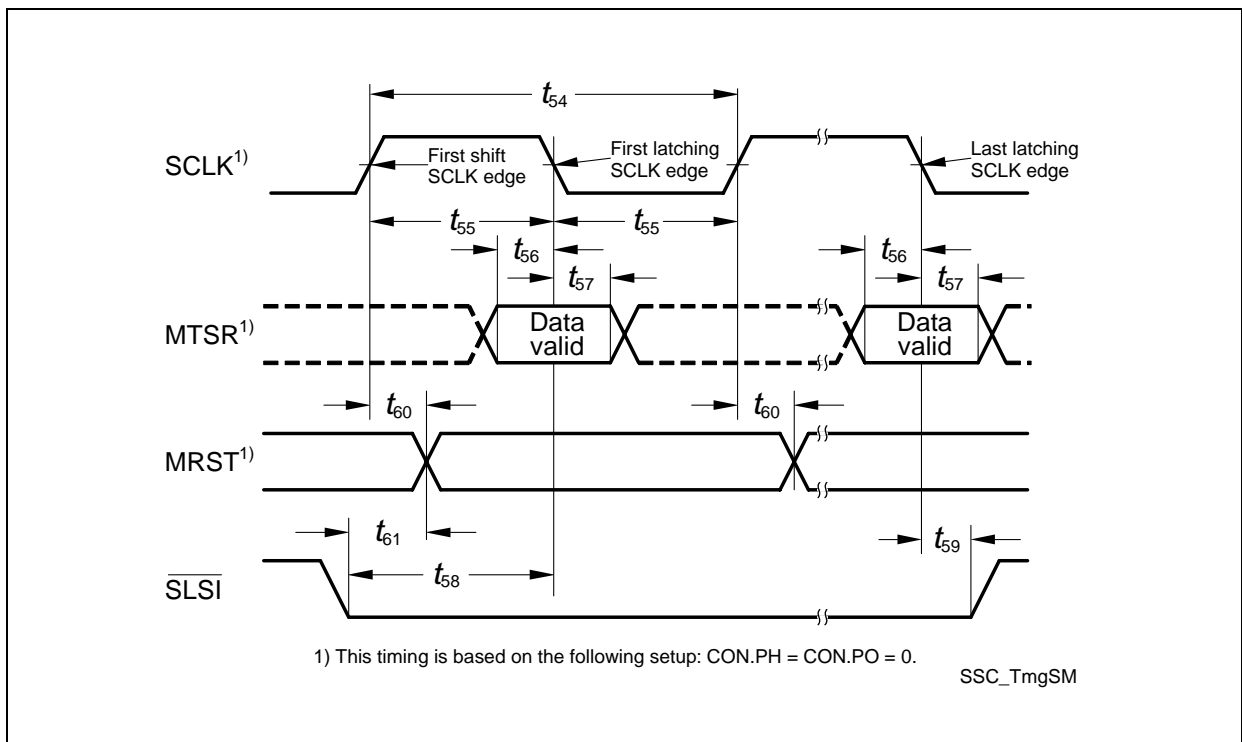 t54
SCLK1)
First shift
SCLK edge
First latching
SCLK edge
Last latching
SCLK edge
t55
t55
t56
t57
t56
t57
MTSR1)
Data
valid
Data
valid
t60
t60
MRST1)
t61
t59
SLSI
t58
1) This timing is based on the following setup: CON.PH = CON.PO = 0.
SSC_TmgSM